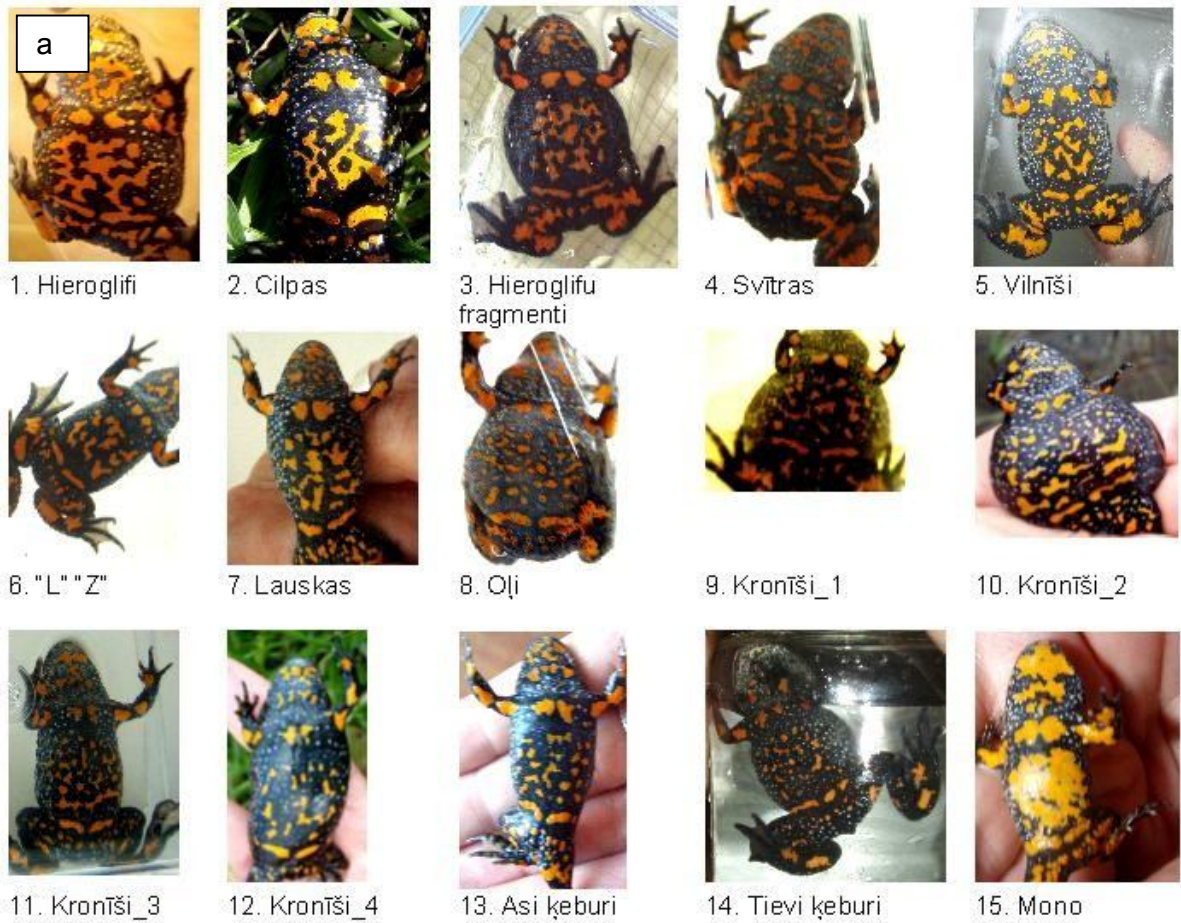 a
1. Hieroglifi
2. Cilpas
3. Hieroglifu
fragmenti
4. Svītras
5. Vilnīši
6. "L" "Z"
7. Lauskas
8. Oļi
9. Kronīši_1
10. Kronīši_2
11. Kronīši_3
12. Kronīši_4
13. Asi ķeburi
14. Tievi ķeburi
15. Mono